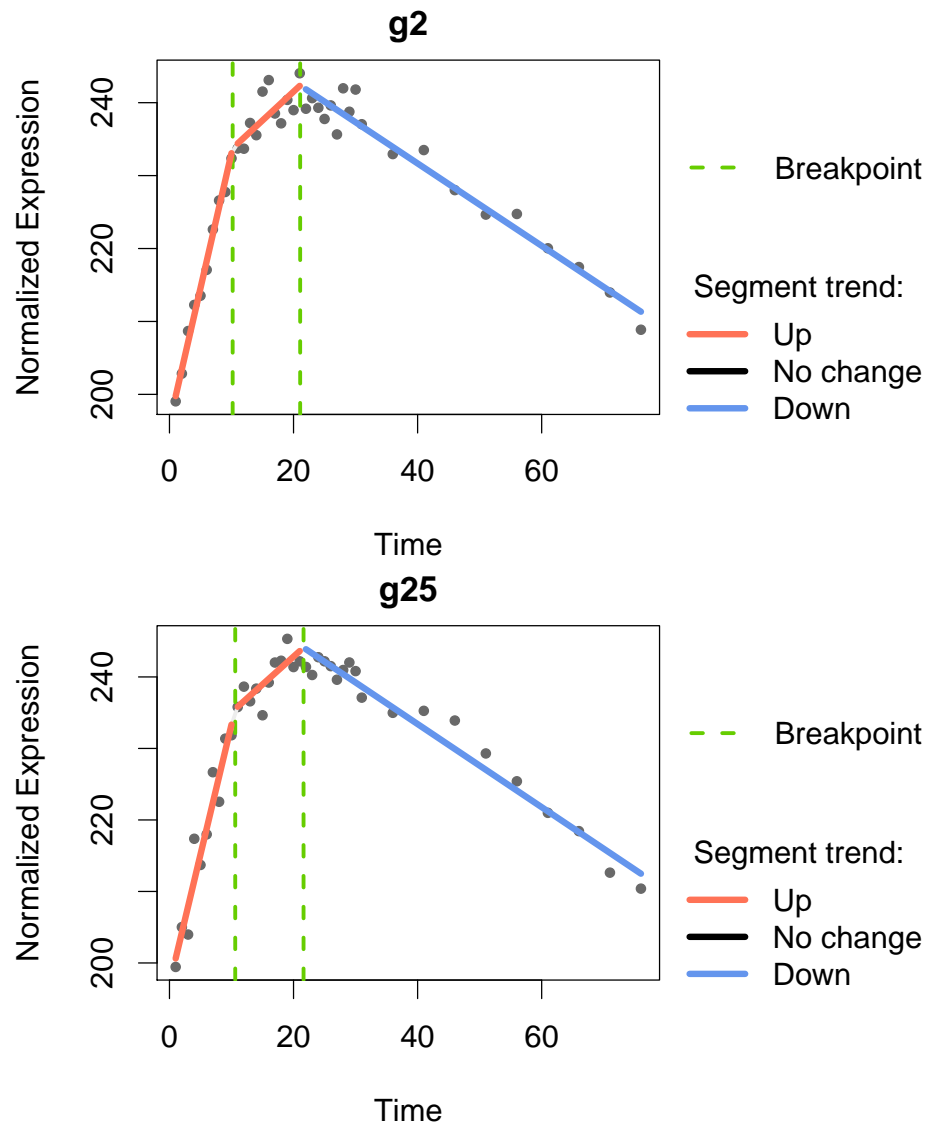 g2
Normalized Expression
200 220 240
0 20 40 60
Time
Breakpoint
Segment trend:
Up
No change
Down
g25
Normalized Expression
200 220 240
0 20 40 60
Time
Breakpoint
Segment trend:
Up
No change
Down